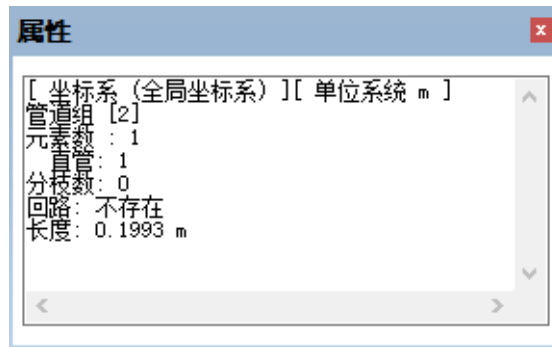 属性
[ 坐标系 (全局坐标系) ][ 单位系统 m ]
管道组 [2]
元素数 : 1
直管: 1
分枝数: 0
回路: 不存在
长度: 0.1993 m